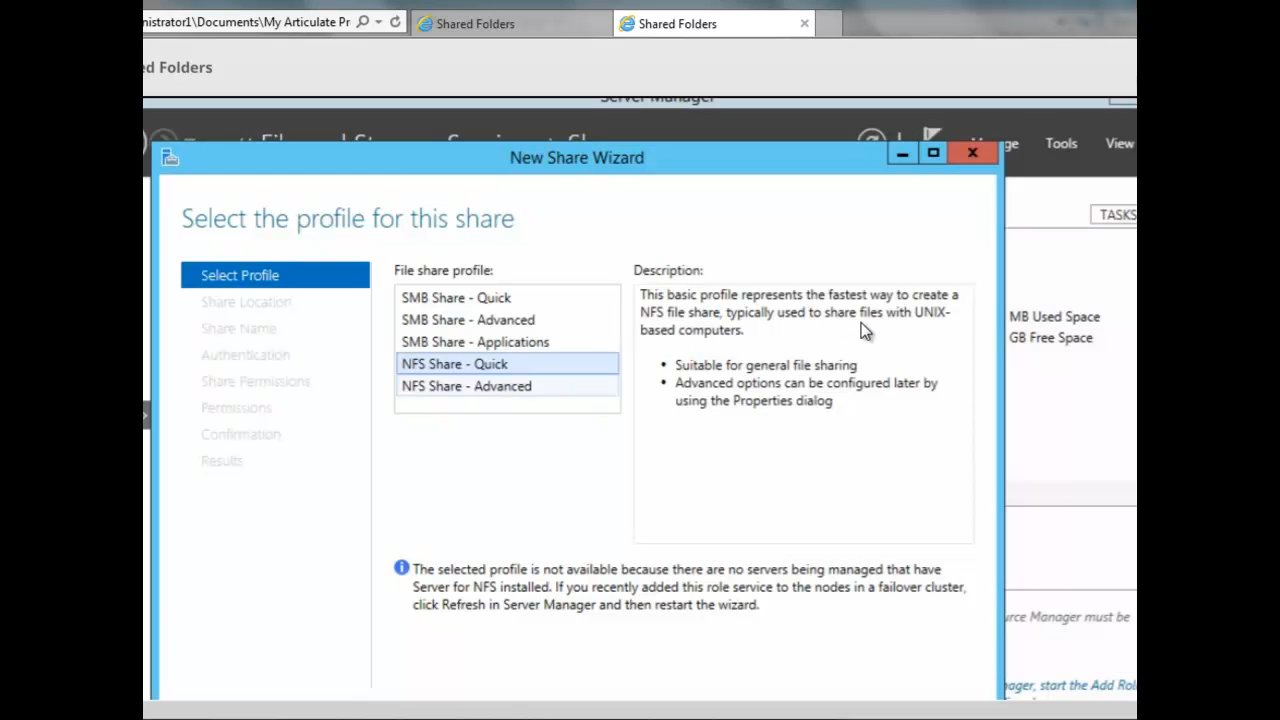 nistrator1\Documents\My Articulate Pr
Shared Folders
Shared Folders
ed Folders
Server Manager
Tools
View
New Share Wizard
Select the profile for this share
TASKS
Select Profile
Share Location
Share Name
Authentication
Share Permissions
Permissions
Confirmation
Results
File share profile:
SMB Share - Quick
SMB Share - Advanced
SMB Share - Applications
NFS Share - Quick
NFS Share - Advanced
Description:
This basic profile represents the fastest way to create a
NFS file share, typically used to share files with UNIX-
based computers.
• Suitable for general file sharing
• Advanced options can be configured later by
using the Properties dialog
MB Used Space
GB Free Space
The selected profile is not available because there are no servers being managed that have
Server for NFS installed. If you recently added this role service to the nodes in a failover cluster,
click Refresh in Server Manager and then restart the wizard.
urce Manager must be
nager, start the Add Rol